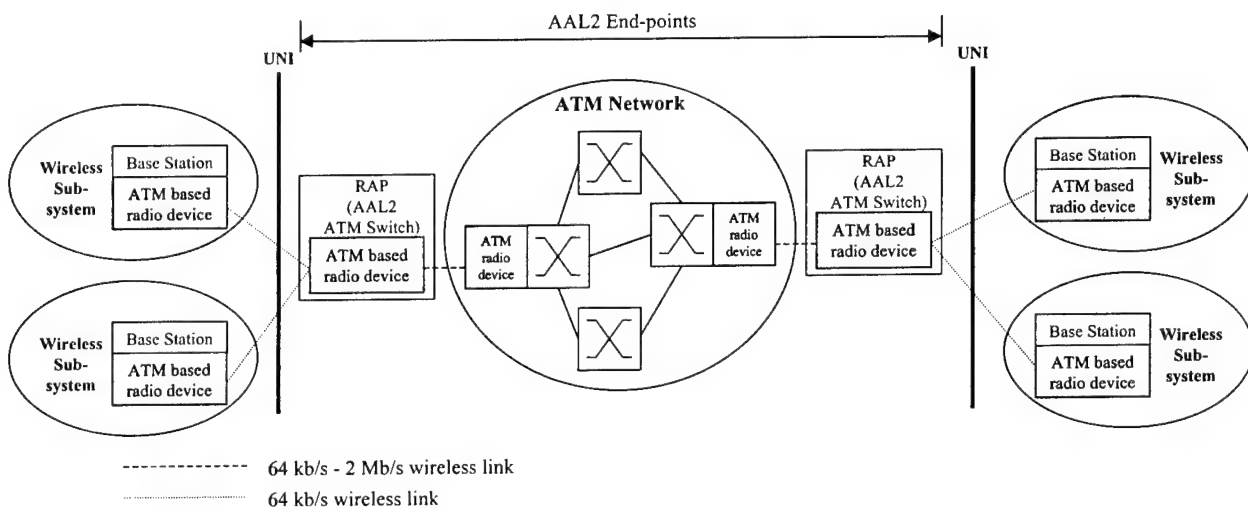 AAL2 End-points
UNI
UNI
ATM Network
Wireless
Sub-
system
Base Station
ATM based
radio device
Wireless
Sub-
system
Base Station
ATM based
radio device
RAP
(AAL2
ATM Switch)
ATM based
radio device
ATM
radio
device
ATM
radio
device
RAP
(AAL2
ATM Switch)
ATM based
radio device
Base Station
ATM based
radio device
Wireless
Sub-
system
Base Station
ATM based
radio device
Wireless
Sub-
system
64 kb/s - 2 Mb/s wireless link
64 kb/s wireless link